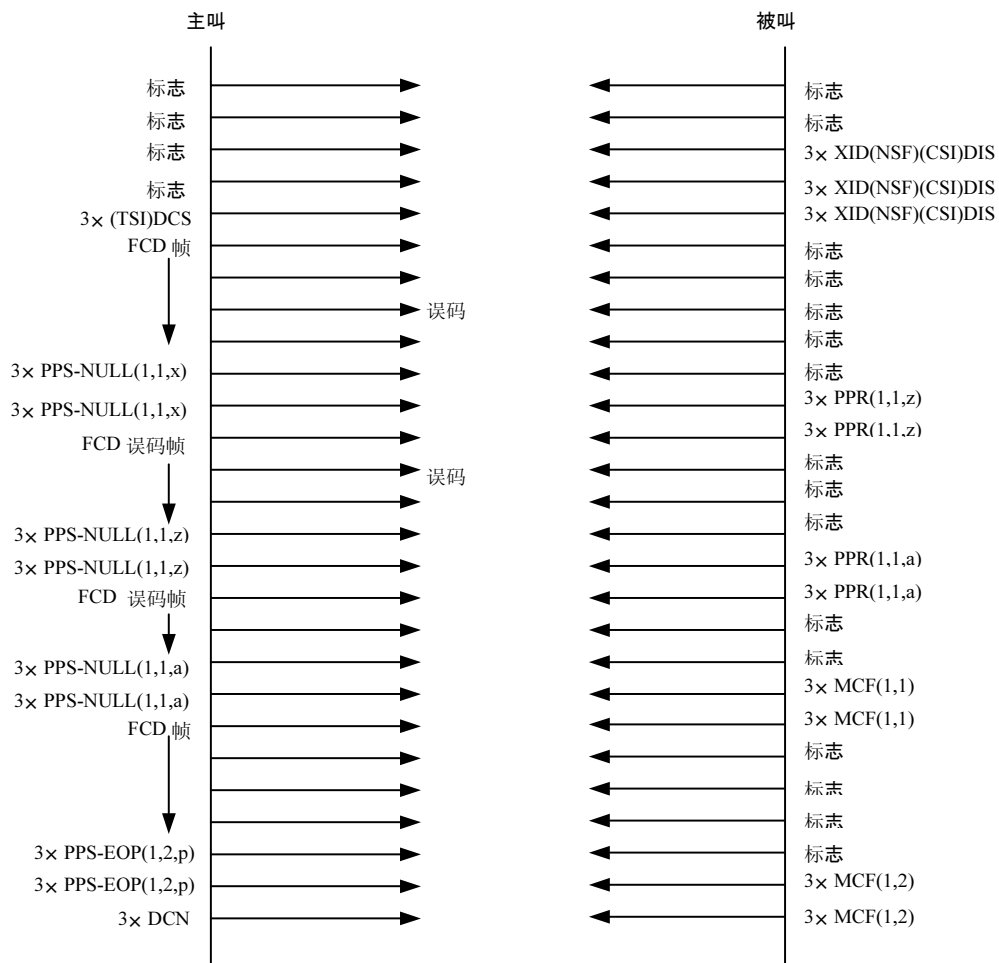 主叫
被叫
标志
标志
标志
标志
标志
3× XID(NSF)(CSI)DIS
标志
3× XID(NSF)(CSI)DIS
3× (TSI)DCS
3× XID(NSF)(CSI)DIS
FCD 帧
标志
标志
误码
标志
标志
3× PPS-NULL(1,1,x)
标志
3× PPS-NULL(1,1,x)
3× PPR(1,1,z)
FCD 误码帧
3× PPR(1,1,z)
误码
标志
标志
3× PPS-NULL(1,1,z)
标志
3× PPS-NULL(1,1,z)
3× PPR(1,1,a)
FCD 误码帧
3× PPR(1,1,a)
标志
3× PPS-NULL(1,1,a)
标志
3× PPS-NULL(1,1,a)
3× MCF(1,1)
FCD 帧
3× MCF(1,1)
标志
标志
标志
3× PPS-EOP(1,2,p)
标志
3× PPS-EOP(1,2,p)
3× MCF(1,2)
3× DCN
3× MCF(1,2)